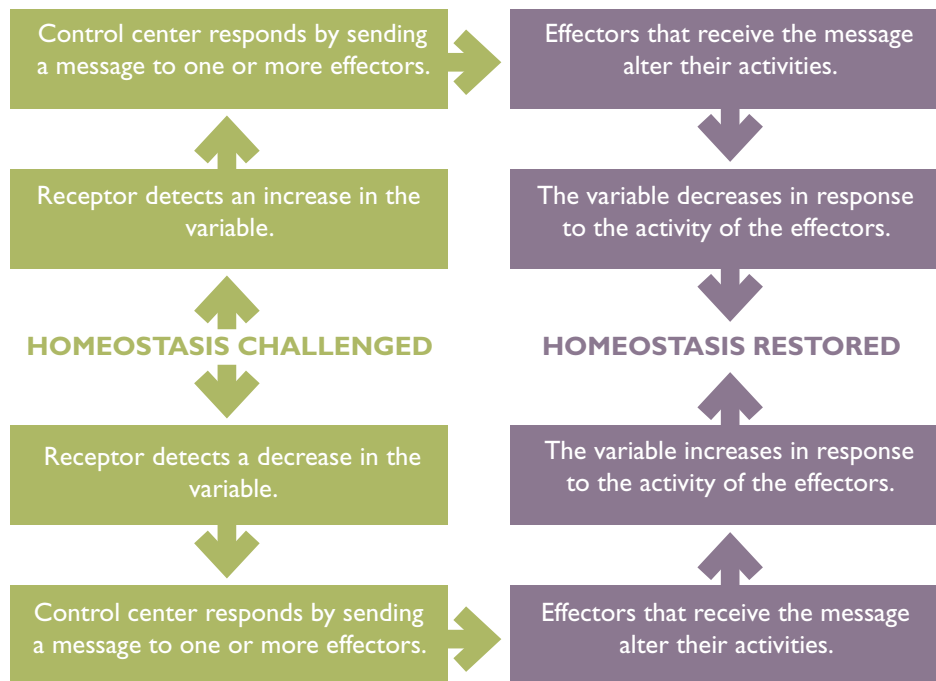 Control center responds by sending
a message to one or more effectors.
Effectors that receive the message
alter their activities.
Receptor detects an increase in the
variable.
The variable decreases in response
to the activity of the effectors.
HOMEOSTASIS CHALLENGED
HOMEOSTASIS RESTORED
Receptor detects a decrease in the
variable.
The variable increases in response
to the activity of the effectors.
Control center responds by sending
a message to one or more effectors.
Effectors that receive the message
alter their activities.